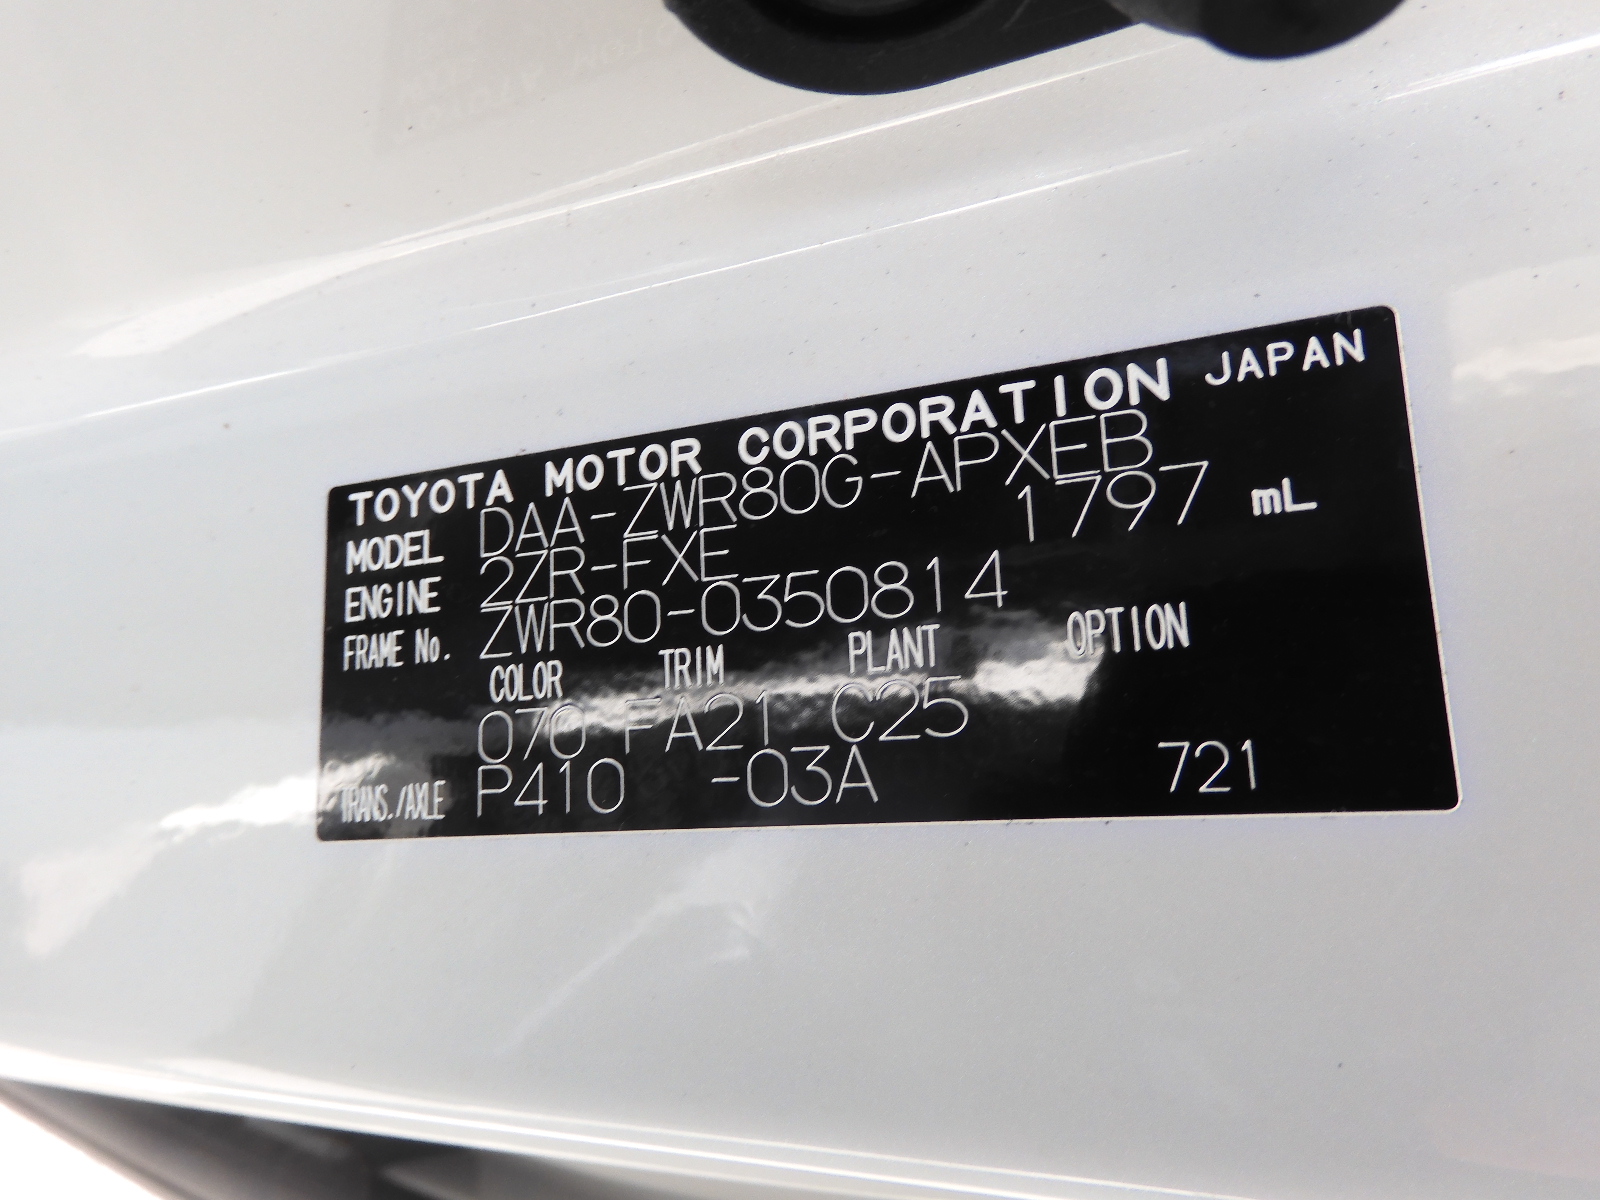 TOYOTA MOTOR CORPORATION JAPAN
MODEL DAA-ZWR80G-APXEB
ENGINE 2ZR-FXE 1797 mL
FRAME No. ZWR80-0350814
COLOR TRIM PLANT OPTION
070 FA21 C25
TRANS./AXLE P410 -03A 721